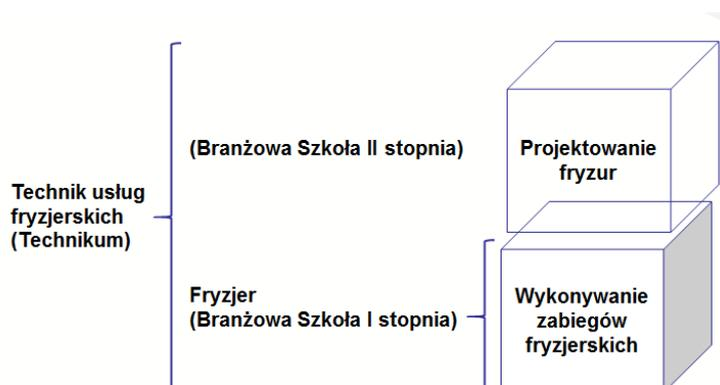 Technik usług
fryzjerskich
(Technikum)
(Branżowa Szkoła II stopnia)
Projektowanie
fryzur
Fryzjer
(Branżowa Szkoła I stopnia)
Wykonywanie
zabiegów
fryzjerskich